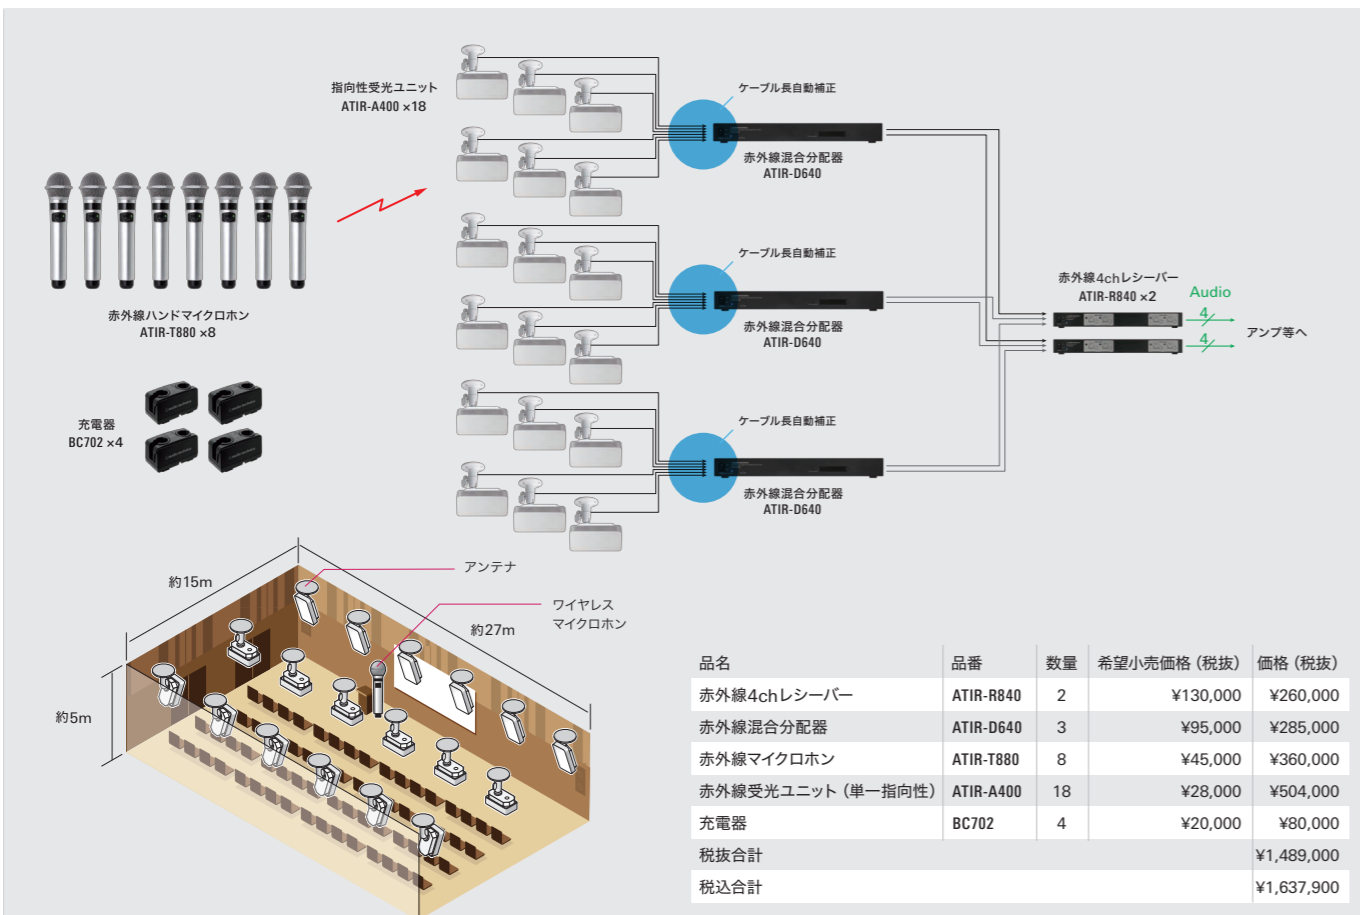 指向性受光ユニット
ATIR-A400 ×18
ケーブル長自動補正
赤外線混合分配器
ATIR-D640
赤外線ハンドマイクロホン
ATIR-T880 ×8
ケーブル長自動補正
赤外線混合分配器
ATIR-D640
赤外線4chレシーバー
ATIR-R840 ×2
Audio
4
4
アンプ等へ
充電器
BC702 ×4
ケーブル長自動補正
赤外線混合分配器
ATIR-D640
アンテナ
ワイヤレス
マイクロホン
約15m
約27m
約5m
品名 品番 数量 希望小売価格（税抜） 価格（税抜）
赤外線4chレシーバー ATIR-R840 2 ¥130,000 ¥260,000
赤外線混合分配器 ATIR-D640 3 ¥95,000 ¥285,000
赤外線マイクロホン ATIR-T880 8 ¥45,000 ¥360,000
赤外線受光ユニット（単一指向性） ATIR-A400 18 ¥28,000 ¥504,000
充電器 BC702 4 ¥20,000 ¥80,000
税抜合計 ¥1,489,000
税込合計 ¥1,637,900